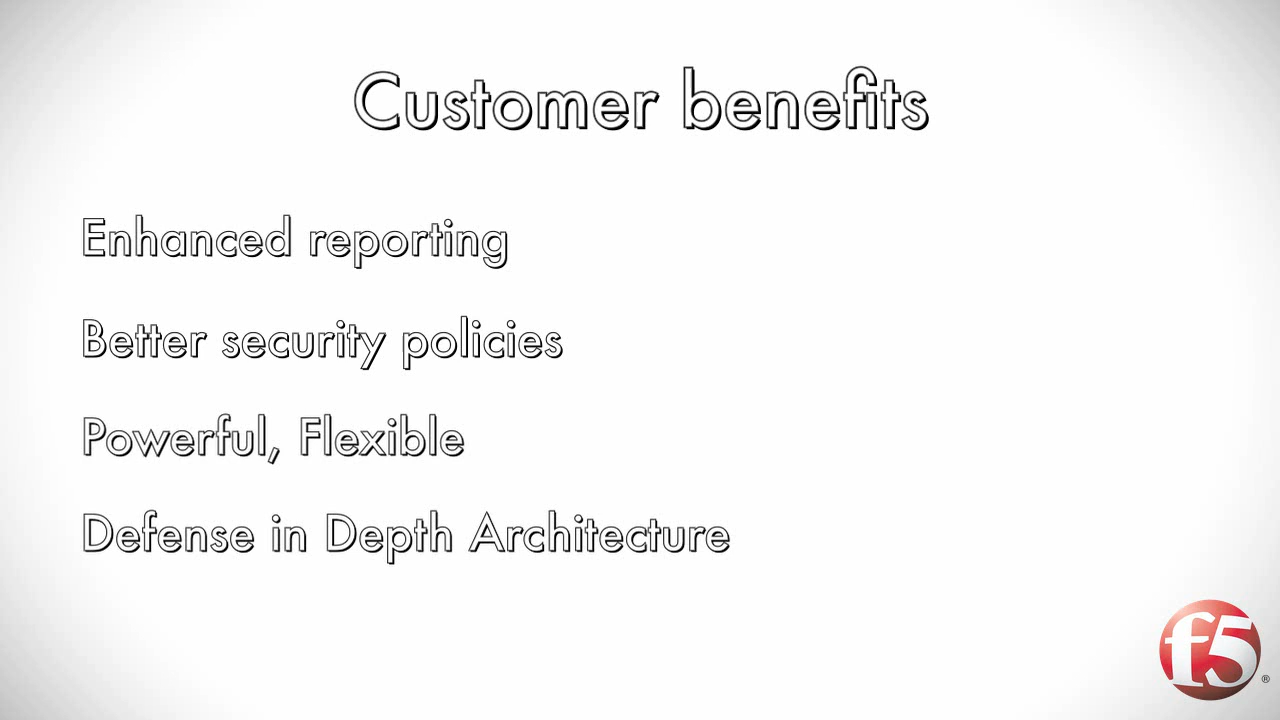 Customer benefits
Enhanced reporting
Better security policies
Powerful, Flexible
Defense in Depth Architecture
f5
®